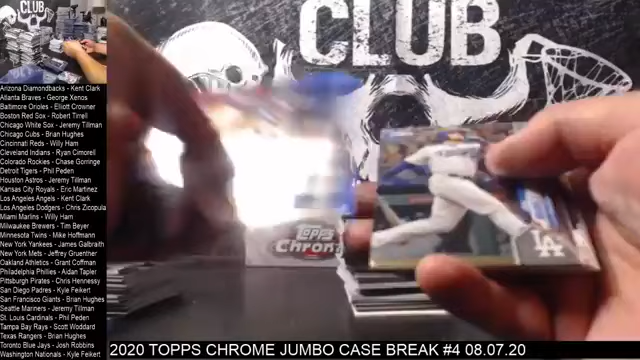 CLUB
CLUB
Arizona Diamondbacks - Kent Clark
Atlanta Braves - George Xenos
Baltimore Orioles - Elliott Crowner
Boston Red Sox - Robert Tirrell
Chicago White Sox - Jeremy Tillman
Chicago Cubs - Brian Hughes
Cincinnati Reds - Willy Ham
Cleveland Indians - Ryan Cimorell
Colorado Rockies - Chase Gorringe
Detroit Tigers - Phil Peden
Houston Astros - Jeremy Tillman
Kansas City Royals - Eric Martinez
Los Angeles Angels - Kent Clark
Los Angeles Dodgers - Chris Zicopula
Miami Marlins - Willy Ham
Milwaukee Brewers - Tim Beyer
Minnesota Twins - Mike Hoffmann
New York Yankees - James Galbraith
New York Mets - Jeffrey Gruenther
Oakland Athletics - Grant Coffman
Philadelphia Phillies - Aidan Tapler
Pittsburgh Pirates - Chris Hennessy
San Diego Padres - Kyle Feikert
San Francisco Giants - Brian Hughes
Seattle Mariners - Jeremy Tillman
St. Louis Cardinals - Phil Peden
Tampa Bay Rays - Scott Woddard
Texas Rangers - Brian Hughes
Toronto Blue Jays - Josh Robbins
Washington Nationals - Kyle Feikert
Topps
Chrome
LA
2020 TOPPS CHROME JUMBO CASE BREAK #4 08.07.20